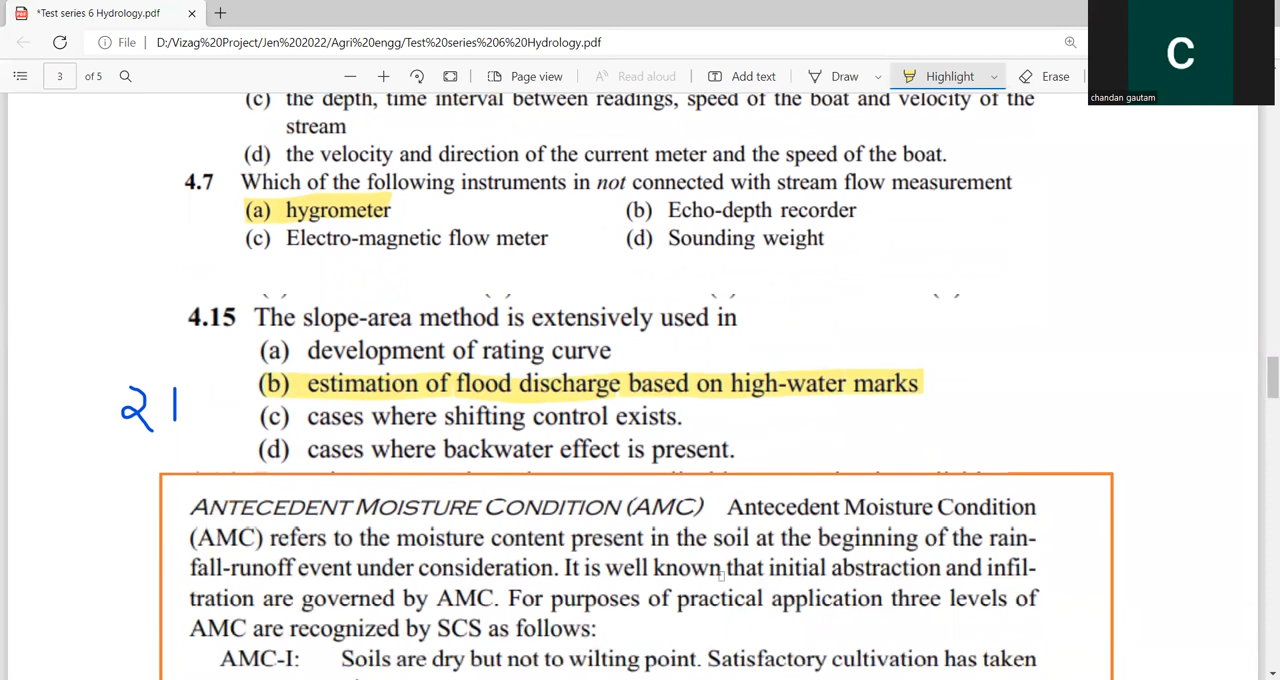 *Test series 6 Hydrology.pdf
File D:/Vizag%20Project/Jen%202022/Agri%20engg/Test%20series%206%20Hydrology.pdf
3 of 5 Page view Read aloud Add text Draw Highlight Erase
C
chandan gautam
(c) the depth, time interval between readings, speed of the boat and velocity of the
stream
(d) the velocity and direction of the current meter and the speed of the boat.
4.7 Which of the following instruments in not connected with stream flow measurement
(a) hygrometer (b) Echo-depth recorder
(c) Electro-magnetic flow meter (d) Sounding weight
4.15 The slope-area method is extensively used in
(a) development of rating curve
(b) estimation of flood discharge based on high-water marks
21
(c) cases where shifting control exists.
(d) cases where backwater effect is present.
ANTECEDENT MOISTURE CONDITION (AMC) Antecedent Moisture Condition
(AMC) refers to the moisture content present in the soil at the beginning of the rain-
fall-runoff event under consideration. It is well known that initial abstraction and infil-
tration are governed by AMC. For purposes of practical application three levels of
AMC are recognized by SCS as follows:
AMC-I: Soils are dry but not to wilting point. Satisfactory cultivation has taken